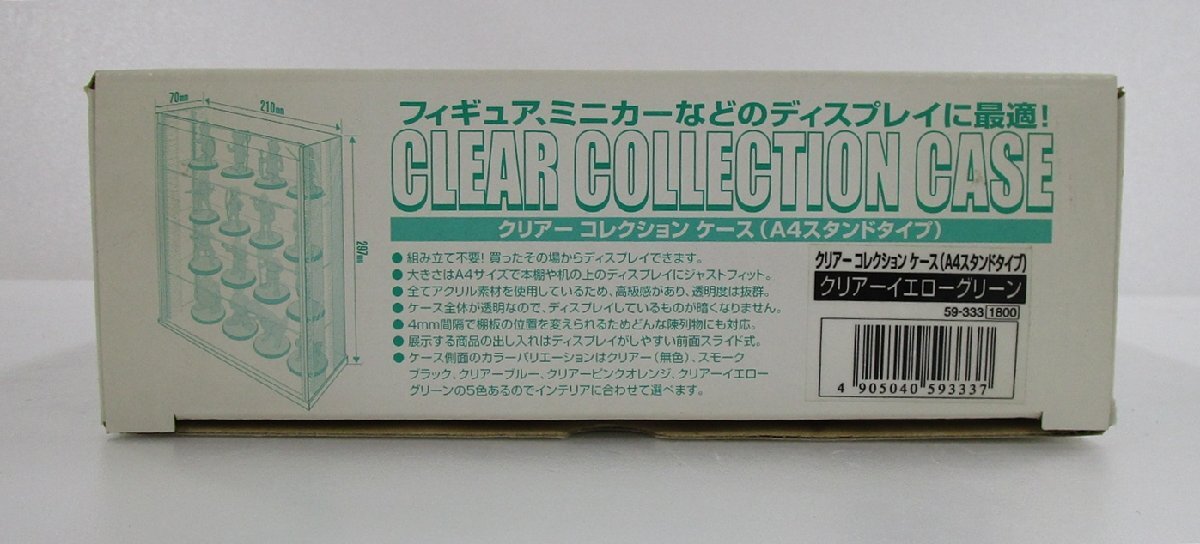 70mm
210mm
297mm
フィギュア、ミニカーなどのディスプレイに最適!
CLEAR COLLECTION CASE
クリアー コレクション ケース(A4スタンドタイプ)
● 組み立て不要!買ったその場からディスプレイできます。
● 大きさはA4サイズで本棚や机の上のディスプレイにジャストフィット。
● 全てアクリル素材を使用しているため、高級感があり、透明度は抜群。
● ケース全体が透明なので、ディスプレイしているものが暗くなりません。
● 4mm間隔で棚板の位置を変えられるためどんな陳列物にも対応。
● 展示する商品の出し入れはディスプレイがしやすい前面スライド式。
● ケース側面のカラーバリエーションはクリアー(無色)、スモーク
ブラック、クリアーブルー、クリアーピンクオレンジ、クリアーイエロー
グリーンの5色あるのでインテリアに合わせて選べます。
クリアー コレクション ケース(A4スタンドタイプ)
クリアーイエローグリーン
59-333 1800
4 905040 593337